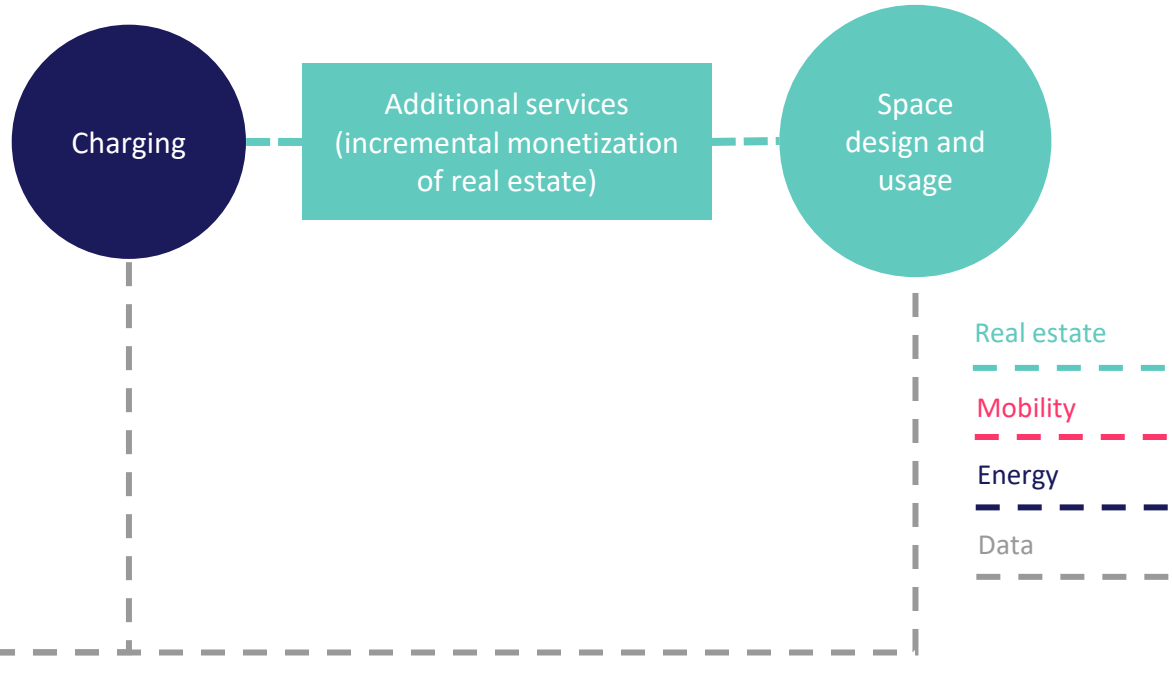 Charging
Additional services
(incremental monetization
of real estate)
Space
design and
usage
Real estate
Mobility
Energy
Data